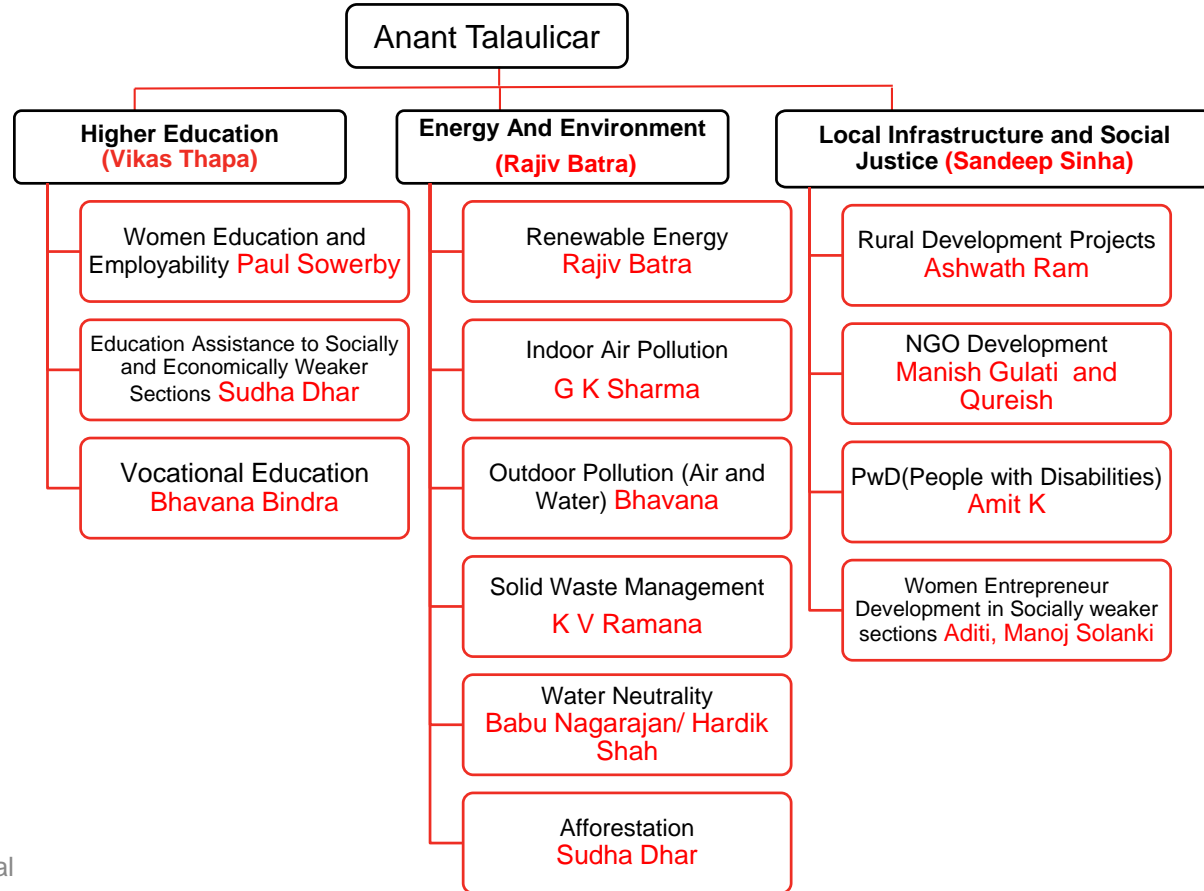 Anant Talaulicar
Higher Education
(Vikas Thapa)
Women Education and
Employability Paul Sowerby
Education Assistance to Socially
and Economically Weaker
Sections Sudha Dhar
Vocational Education
Bhavana Bindra
Energy And Environment
(Rajiv Batra)
Renewable Energy
Rajiv Batra
Indoor Air Pollution
G K Sharma
Outdoor Pollution (Air and
Water) Bhavana
Solid Waste Management
K V Ramana
Water Neutrality
Babu Nagarajan/ Hardik
Shah
Afforestation
Sudha Dhar
Local Infrastructure and Social
Justice (Sandeep Sinha)
Rural Development Projects
Ashwath Ram
NGO Development
Manish Gulati and
Qureish
PwD(People with Disabilities)
Amit K
Women Entrepreneur
Development in Socially weaker
sections Aditi, Manoj Solanki
al